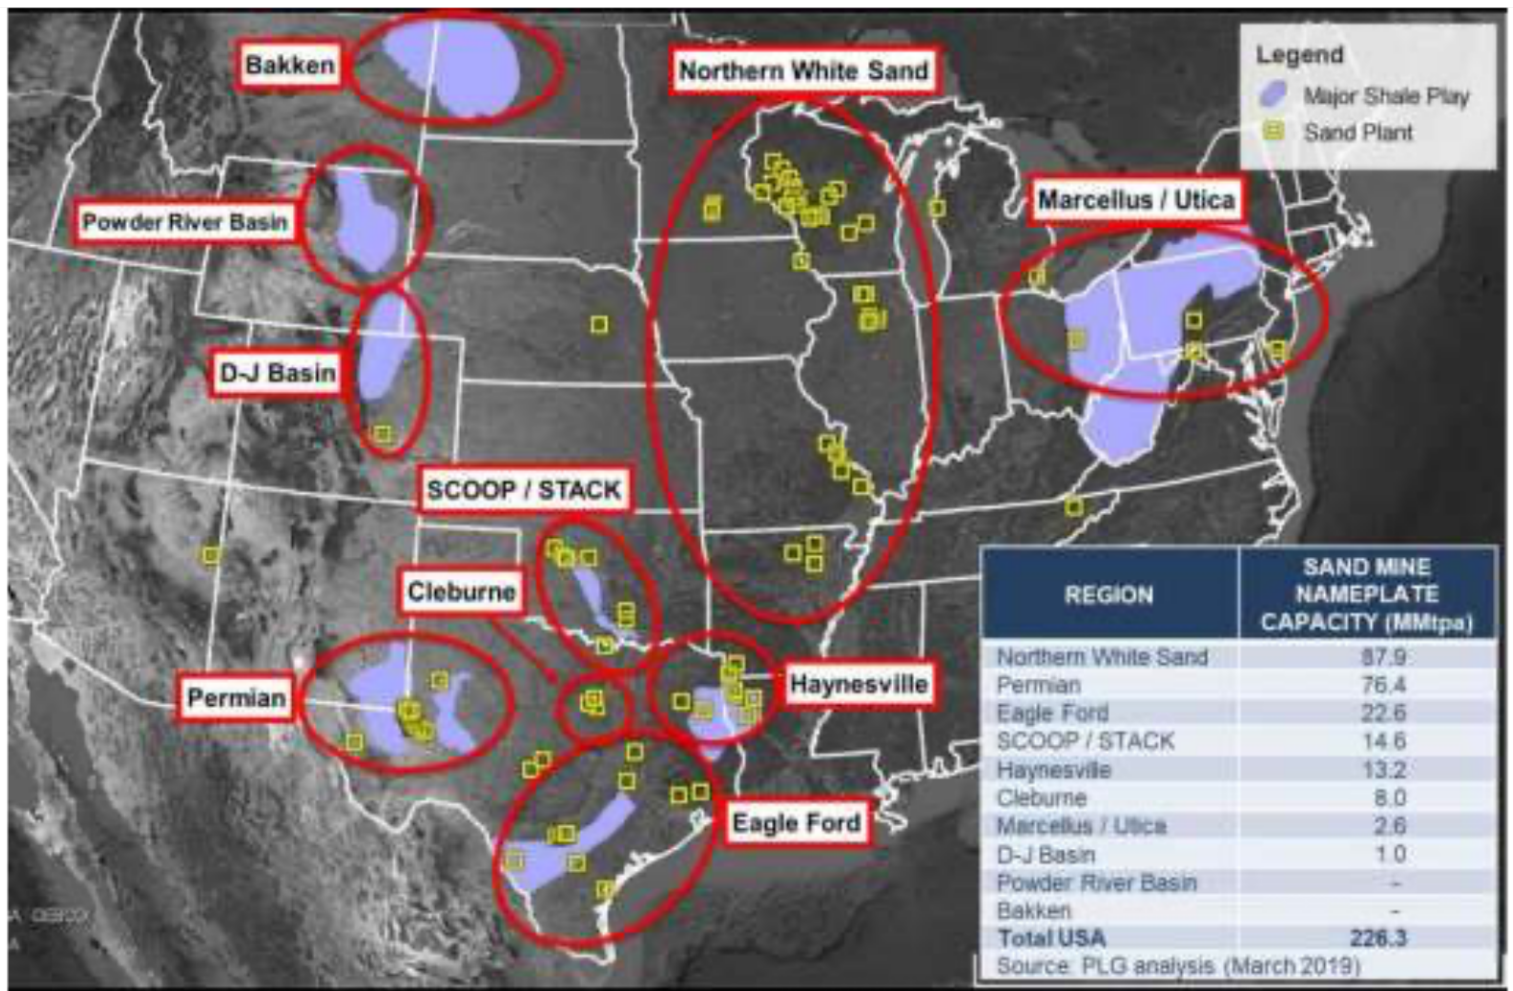 Bakken
Northern White Sand
Legend
Major Shale Play
Sand Plant
Marcellus / Utica
Powder River Basin
D-J Basin
SCOOP / STACK
Cleburne
Permian
Haynesville
Eagle Ford
REGION SAND MINE
NAMEPLATE
CAPACITY (MMtpa)
Northern White Sand 87.9
Permian 76.4
Eagle Ford 22.6
SCOOP / STACK 14.6
Haynesville 13.2
Cleburne 8.0
Marcellus / Utica 2.6
D-J Basin 1.0
Powder River Basin -
Bakken -
Total USA 226.3
Source: PLG analysis (March 2019)